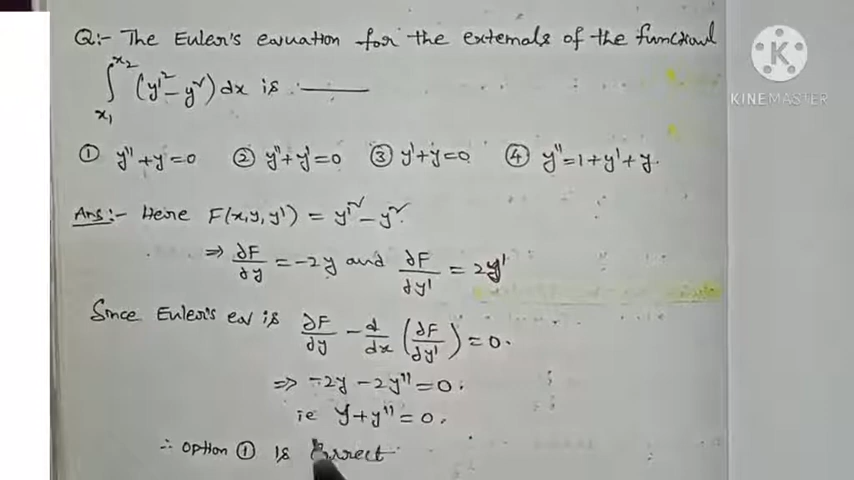 Q:- The Euler's equation for the extemals of the functional
∫_{x₁}^{x₂} (y'² - y²) dx is ———
① y'' + y = 0 ② y'' + y' = 0 ③ y' + y = 0 ④ y'' = 1 + y' + y.
Ans:- Here F(x, y, y') = y'² - y².
⇒ ∂F/∂y = -2y and ∂F/∂y' = 2y'
Since Euler's eq is ∂F/∂y - d/dx (∂F/∂y') = 0.
⇒ -2y - 2y'' = 0.
ie y + y'' = 0.
∴ option ① is correct
KINEMASTER